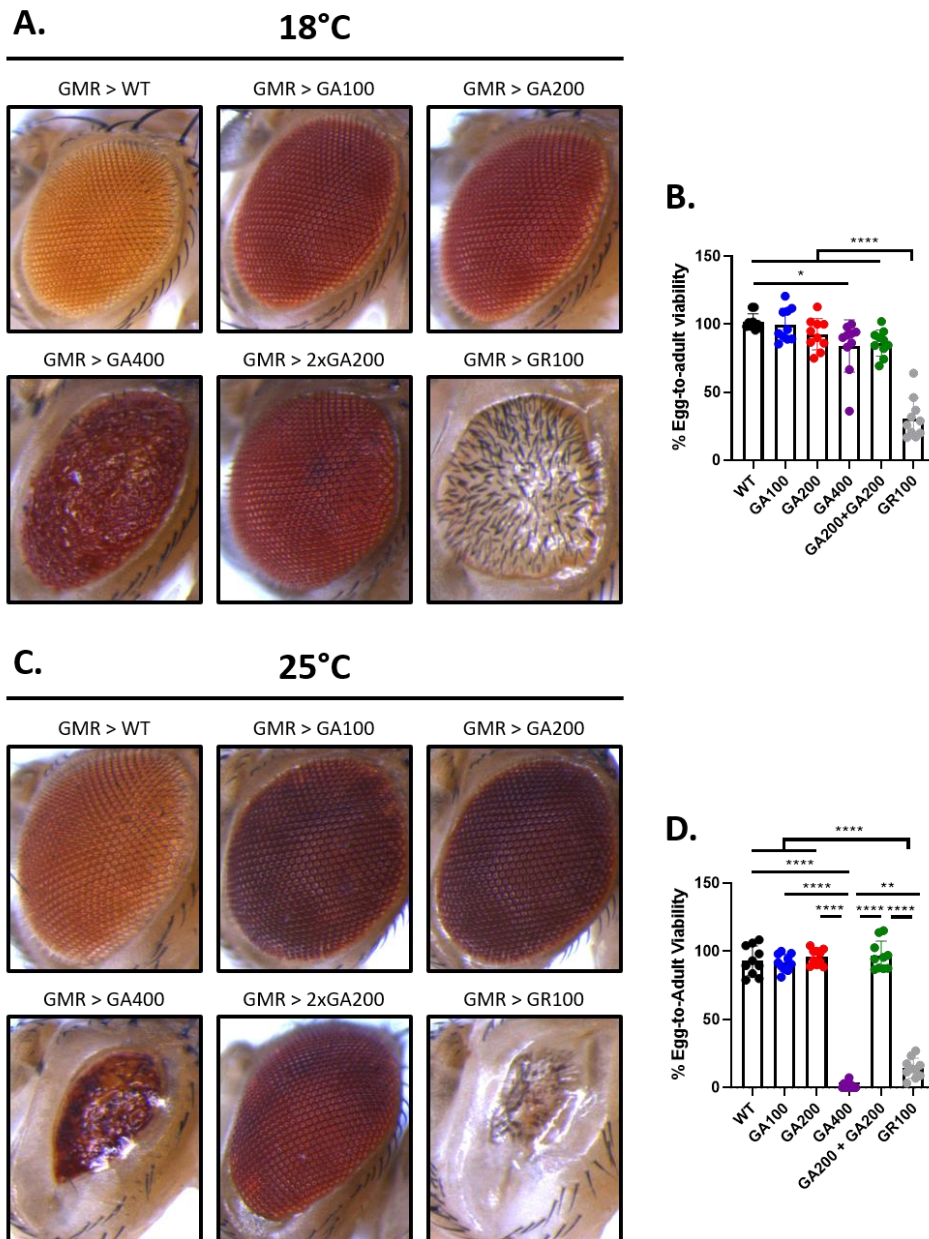 A.
18°C
GMR > WT
GMR > GA100
GMR > GA200
GMR > GA400
GMR > 2xGA200
GMR > GR100
B.
% Egg-to-adult viability
150
100
50
0
****
*
WT
GA100
GA200
GA400
GA200+GA200
GR100
C.
25°C
GMR > WT
GMR > GA100
GMR > GA200
GMR > GA400
GMR > 2xGA200
GMR > GR100
D.
% Egg-to-Adult Viability
150
100
50
0
****
****
**** **
**** **** ****
WT
GA100
GA200
GA400
GA200 + GA200
GR100